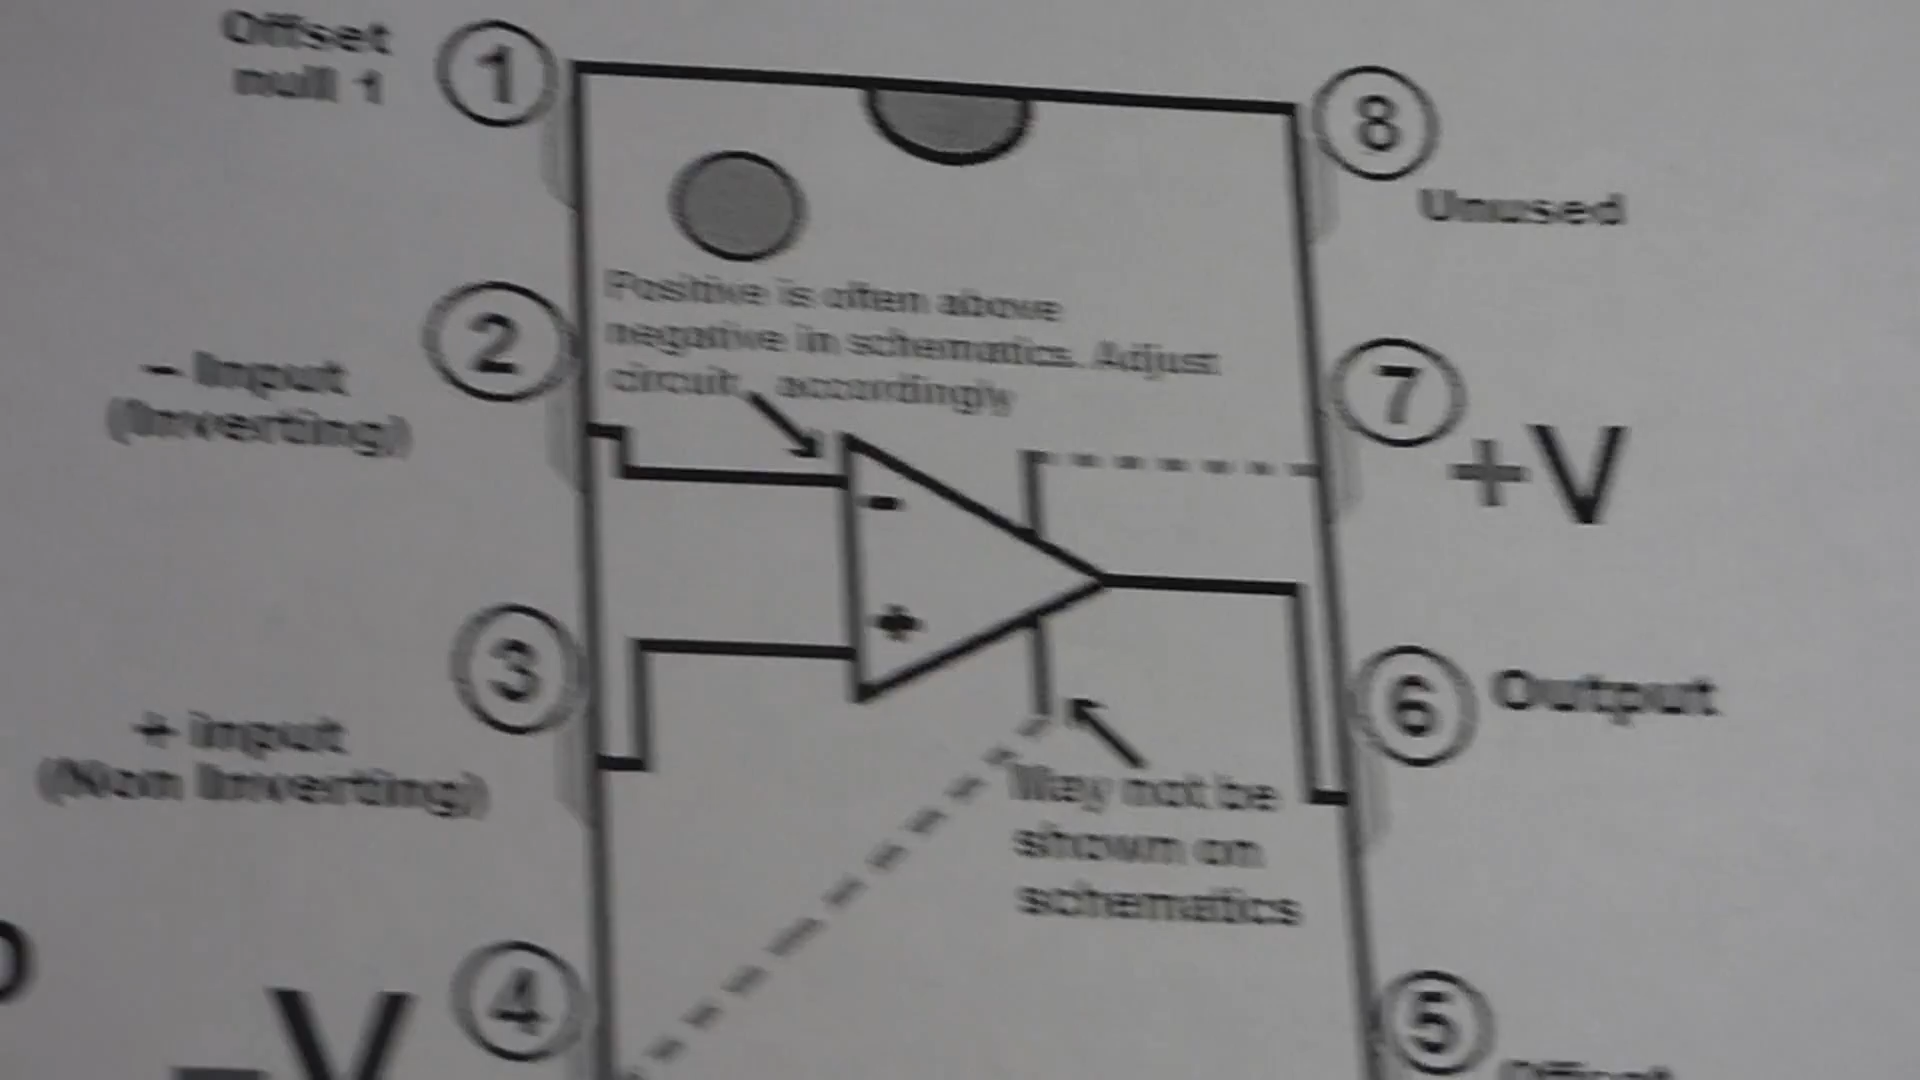 Offset
null 1
1
8
Unused
Positive is often above
negative in schematics. Adjust
circuit accordingly
2
- Input
(Inverting)
7
+V
-
+
3
+ input
(Non Inverting)
6
Output
May not be
shown on
schematics
4
-V
5